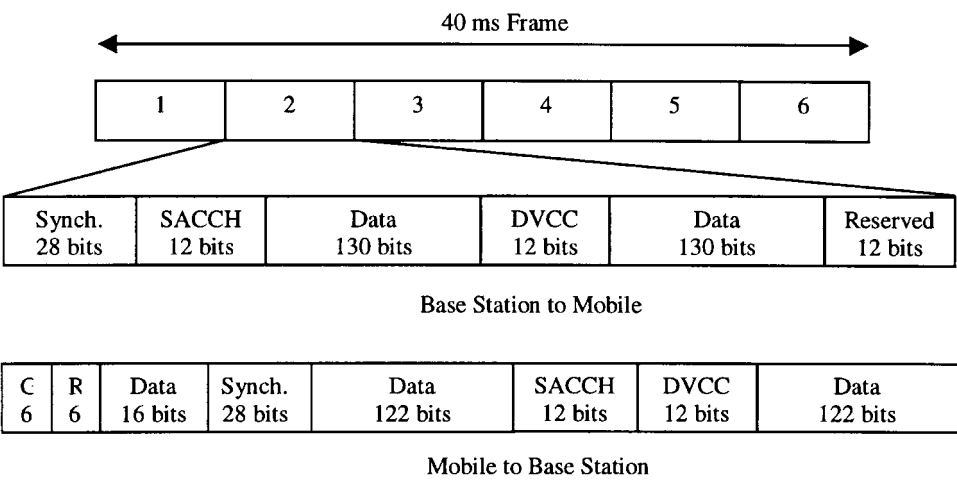 40 ms Frame
1 2 3 4 5 6
Synch. SACCH Data DVCC Data Reserved
28 bits 12 bits 130 bits 12 bits 130 bits 12 bits
Base Station to Mobile
G R Data Synch. Data SACCH DVCC Data
6 6 16 bits 28 bits 122 bits 12 bits 12 bits 122 bits
Mobile to Base Station